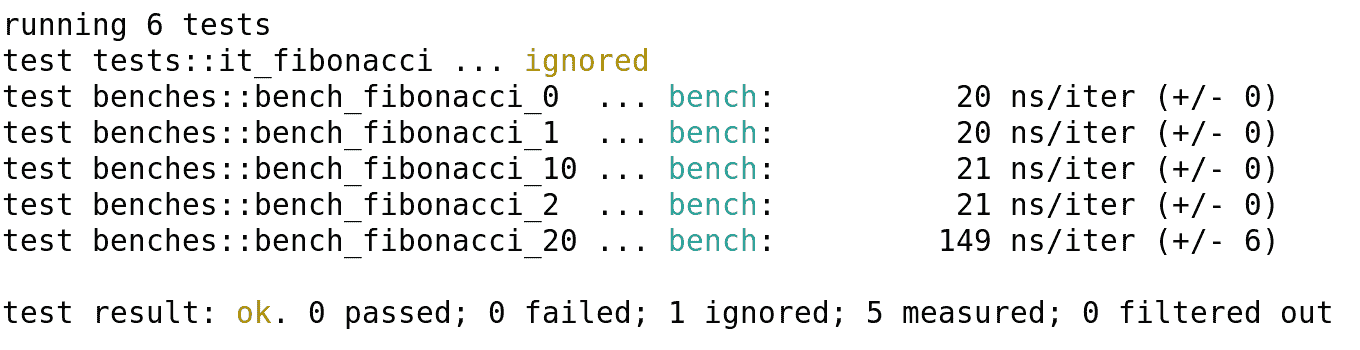 running 6 tests
test tests::it_fibonacci ... ignored
test benches::bench_fibonacci_0  ... bench:          20 ns/iter (+/- 0)
test benches::bench_fibonacci_1  ... bench:          20 ns/iter (+/- 0)
test benches::bench_fibonacci_10 ... bench:          21 ns/iter (+/- 0)
test benches::bench_fibonacci_2  ... bench:          21 ns/iter (+/- 0)
test benches::bench_fibonacci_20 ... bench:         149 ns/iter (+/- 6)
test result: ok. 0 passed; 0 failed; 1 ignored; 5 measured; 0 filtered out